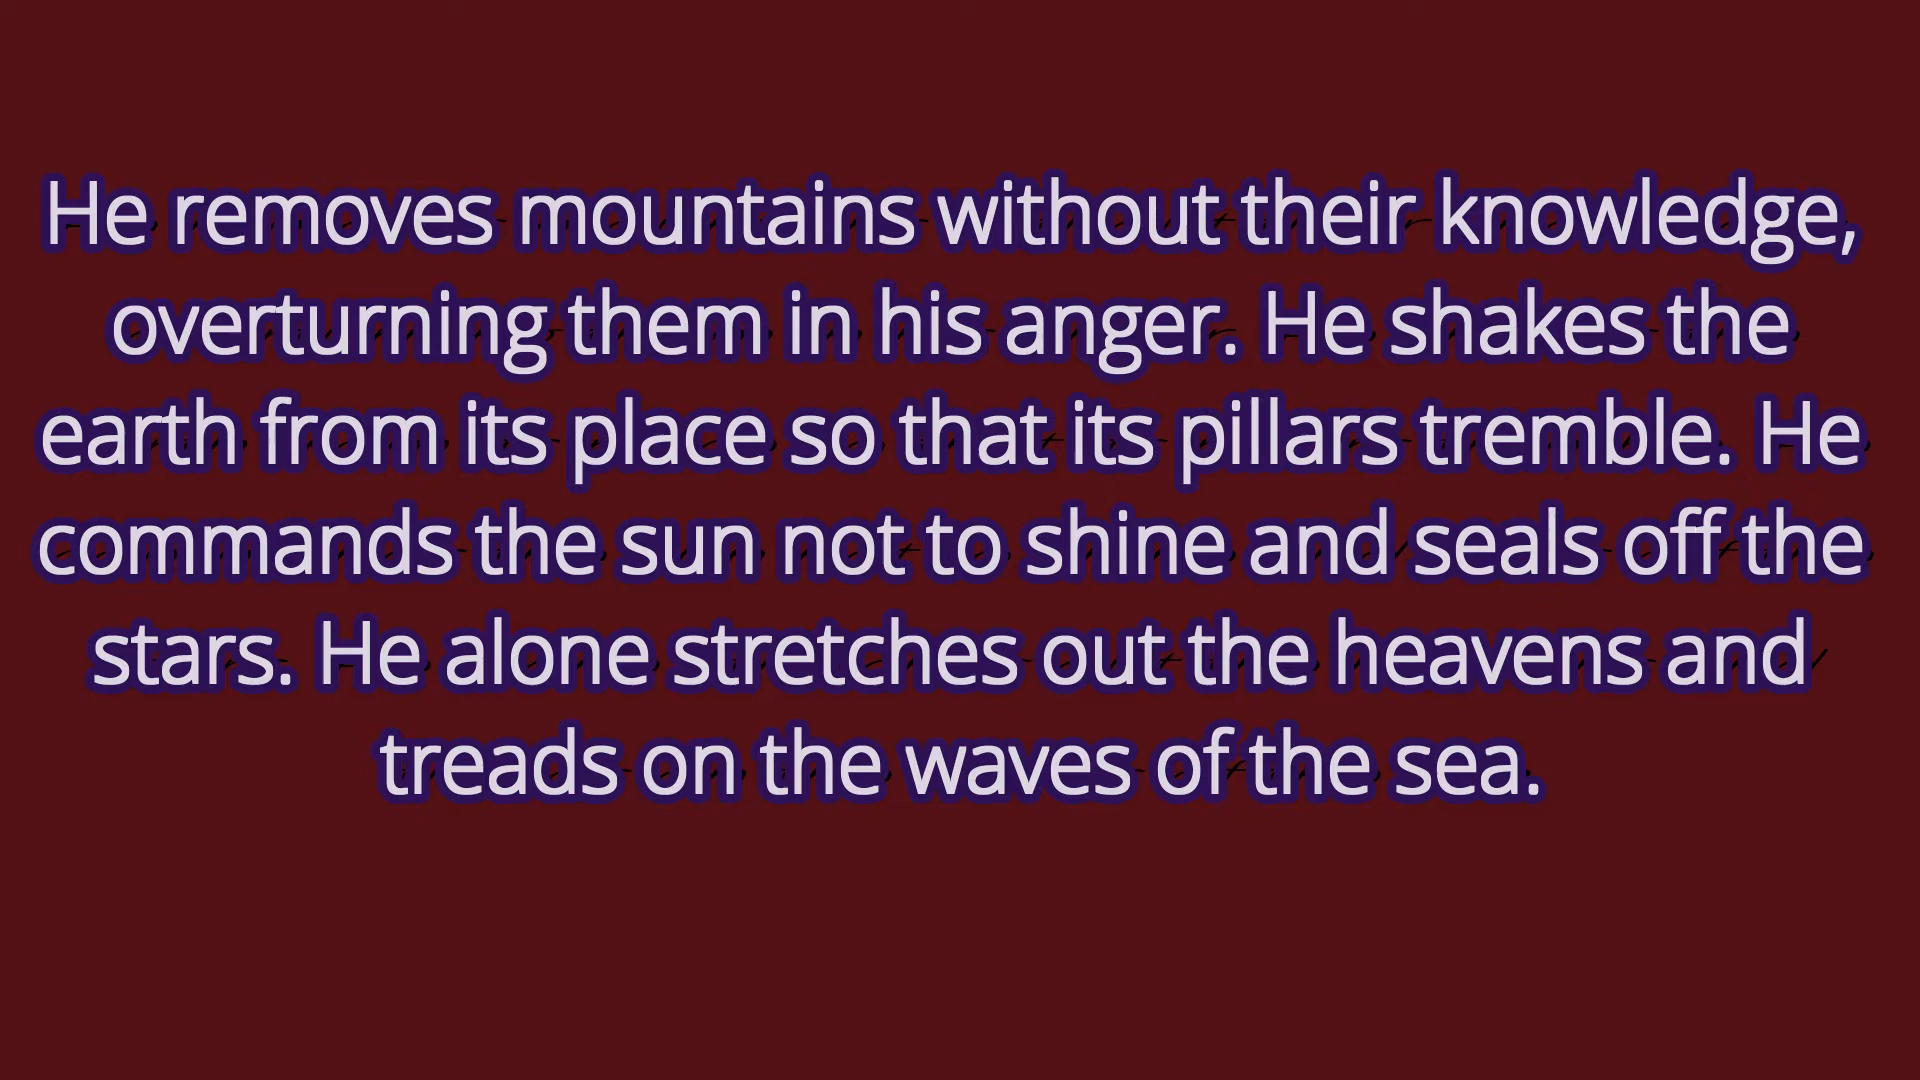 He removes mountains without their knowledge,
overturning them in his anger. He shakes the
earth from its place so that its pillars tremble. He
commands the sun not to shine and seals off the
stars. He alone stretches out the heavens and
treads on the waves of the sea.